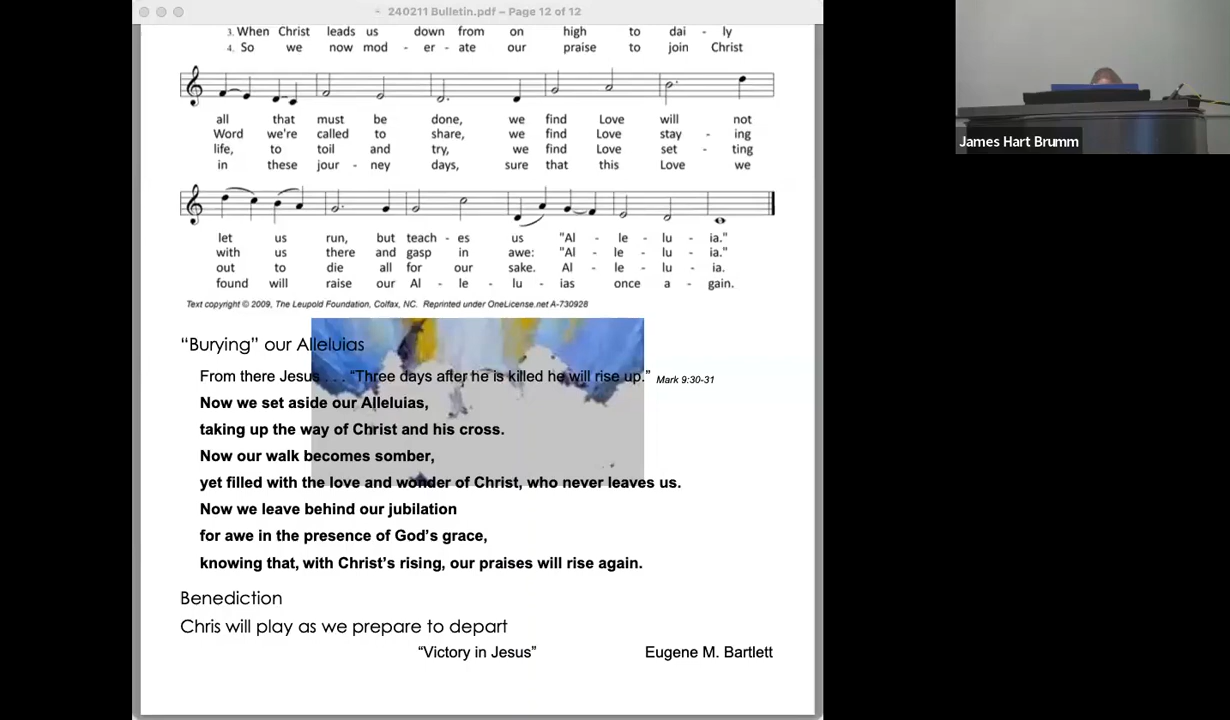 240211 Bulletin.pdf – Page 12 of 12
3. When Christ leads us down from on high to dai - ly
4. So we now mod - er - ate our praise to join Christ
all that must be done, we find Love will not
Word we're called to share, we find Love stay - ing
life, to toil and try, we find Love set - ting
in these jour - ney days, sure that this Love we
let us run, but teach - es us "Al - le - lu - ia."
with us there and gasp in awe: "Al - le - lu - ia."
out to die all for our sake. Al - le - lu - ia.
found will raise our Al - le - lu - ias once a - gain.
Text copyright © 2009, The Leupold Foundation, Colfax, NC. Reprinted under OneLicense.net A-730928
“Burying” our Alleluias
From there Jesus . . . “Three days after he is killed he will rise up.” Mark 9:30-31
Now we set aside our Alleluias,
taking up the way of Christ and his cross.
Now our walk becomes somber,
yet filled with the love and wonder of Christ, who never leaves us.
Now we leave behind our jubilation
for awe in the presence of God’s grace,
knowing that, with Christ’s rising, our praises will rise again.
Benediction
Chris will play as we prepare to depart
“Victory in Jesus” Eugene M. Bartlett
James Hart Brumm